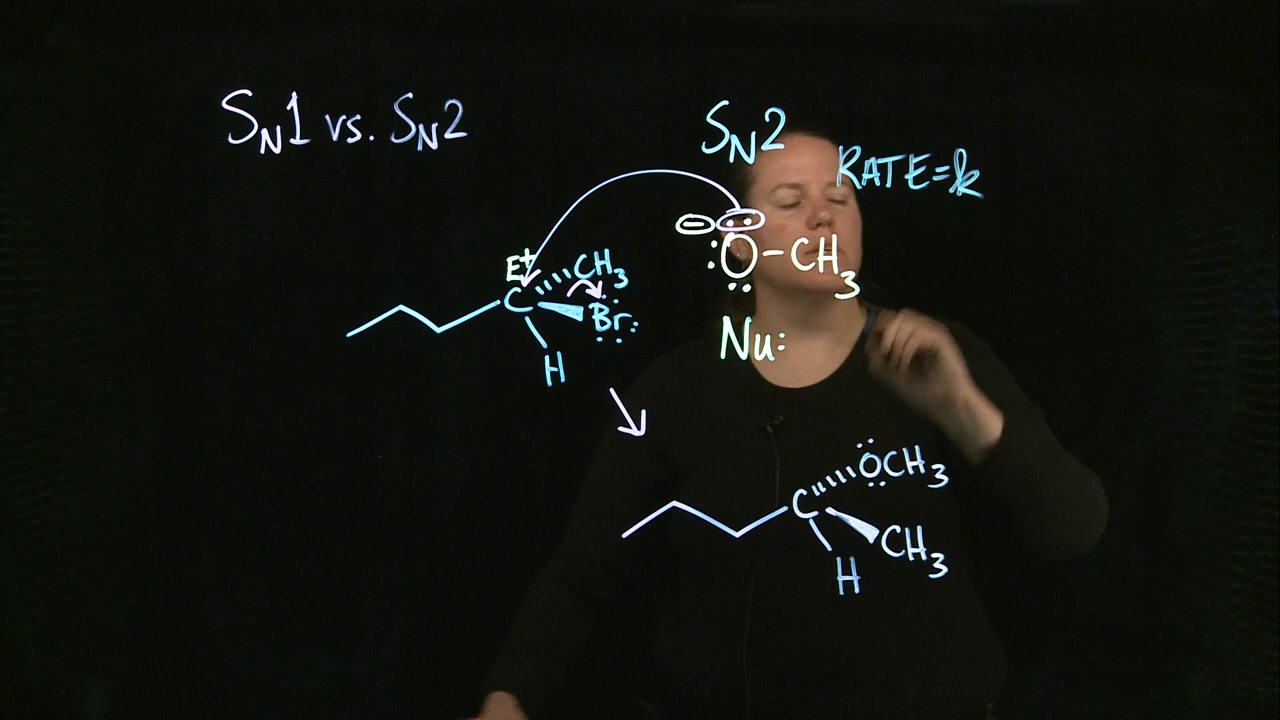 SN1 vs. SN2
SN2
RATE=k
⊖
:O-CH3
E+
C
CH3
Br:
H
Nu:
C
OCH3
CH3
H